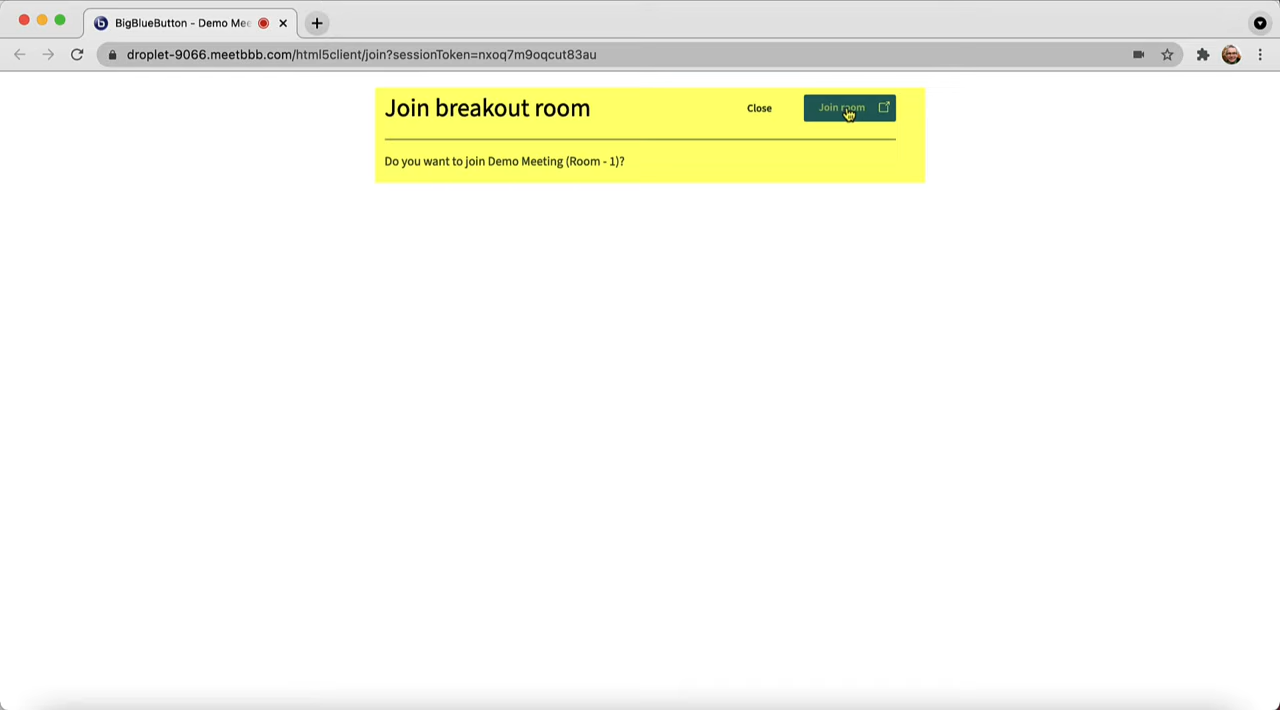 BigBlueButton - Demo Mee
droplet-9066.meetbbb.com/html5client/join?sessionToken=nxoq7m9oqcut83au
Join breakout room
Close
Join room
Do you want to join Demo Meeting (Room - 1)?